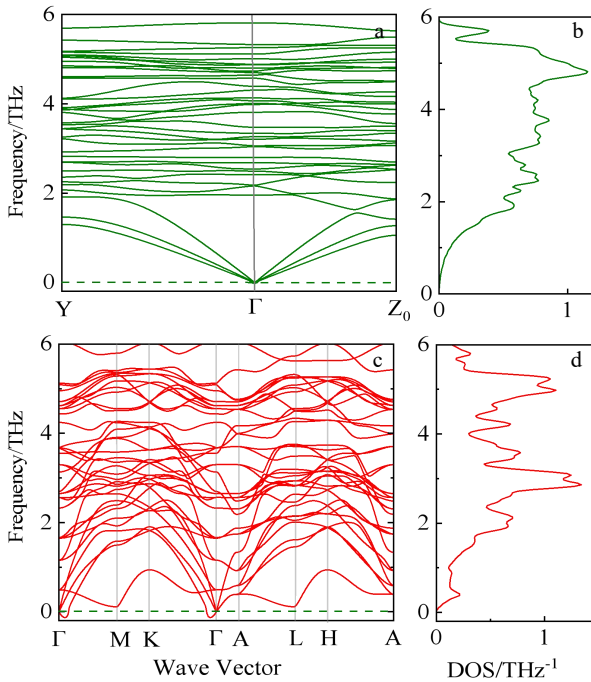 6
a
b
4
2
0
Frequency/THz
Y Γ Z₀
6
4
2
0
0 1
6
c
d
4
2
0
Frequency/THz
Γ M K Γ A L H A
Wave Vector
6
4
2
0
0 1
DOS/THz⁻¹